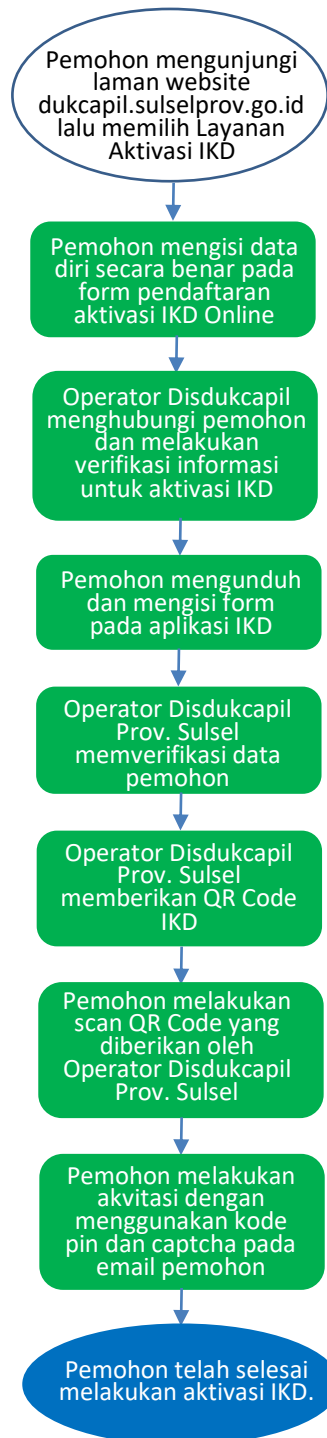 Pemohon mengunjungi
laman website
dukcapil.sulselprov.go.id
lalu memilih Layanan
Aktivasi IKD
Pemohon mengisi data
diri secara benar pada
form pendaftaran
aktivasi IKD Online
Operator Disdukcapil
menghubungi pemohon
dan melakukan
verifikasi informasi
untuk aktivasi IKD
Pemohon mengunduh
dan mengisi form
pada aplikasi IKD
Operator Disdukcapil
Prov. Sulsel
memverifikasi data
pemohon
Operator Disdukcapil
Prov. Sulsel
memberikan QR Code
IKD
Pemohon melakukan
scan QR Code yang
diberikan oleh
Operator Disdukcapil
Prov. Sulsel
Pemohon melakukan
akvitasi dengan
menggunakan kode
pin dan captcha pada
email pemohon
Pemohon telah selesai
melakukan aktivasi IKD.